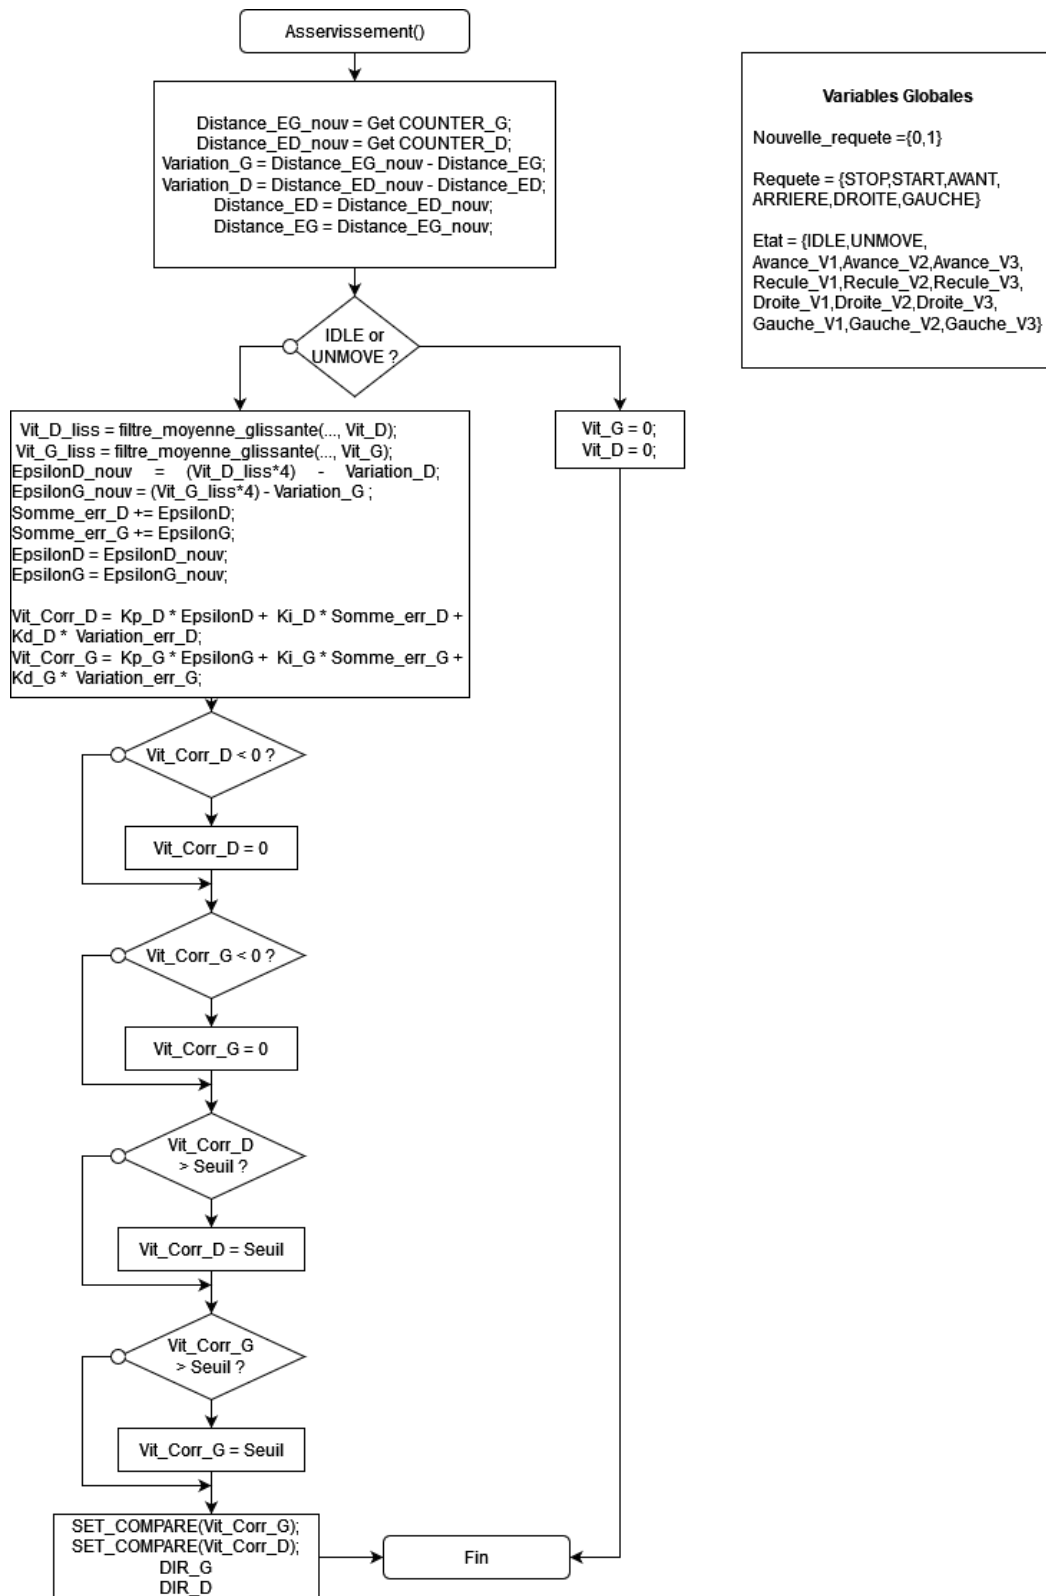 Asservissement()
Distance_EG_nouv = Get COUNTER_G;
Distance_ED_nouv = Get COUNTER_D;
Variation_G = Distance_EG_nouv - Distance_EG;
Variation_D = Distance_ED_nouv - Distance_ED;
Distance_ED = Distance_ED_nouv;
Distance_EG = Distance_EG_nouv;
Variables Globales
Nouvelle_requete ={0,1}
Requete = {STOP,START,AVANT,
ARRIERE,DROITE,GAUCHE}
Etat = {IDLE,UNMOVE,
Avance_V1,Avance_V2,Avance_V3,
Recule_V1,Recule_V2,Recule_V3,
Droite_V1,Droite_V2,Droite_V3,
Gauche_V1,Gauche_V2,Gauche_V3}
IDLE or
UNMOVE ?
Vit_D_liss = filtre_moyenne_glissante(..., Vit_D);
Vit_G_liss = filtre_moyenne_glissante(..., Vit_G);
EpsilonD_nouv = (Vit_D_liss*4) - Variation_D;
EpsilonG_nouv = (Vit_G_liss*4) - Variation_G ;
Somme_err_D += EpsilonD;
Somme_err_G += EpsilonG;
EpsilonD = EpsilonD_nouv;
EpsilonG = EpsilonG_nouv;
Vit_Corr_D = Kp_D * EpsilonD + Ki_D * Somme_err_D +
Kd_D * Variation_err_D;
Vit_Corr_G = Kp_G * EpsilonG + Ki_G * Somme_err_G +
Kd_G * Variation_err_G;
Vit_G = 0;
Vit_D = 0;
Vit_Corr_D < 0 ?
Vit_Corr_D = 0
Vit_Corr_G < 0 ?
Vit_Corr_G = 0
Vit_Corr_D
> Seuil ?
Vit_Corr_D = Seuil
Vit_Corr_G
> Seuil ?
Vit_Corr_G = Seuil
SET_COMPARE(Vit_Corr_G);
SET_COMPARE(Vit_Corr_D);
DIR_G
DIR_D
Fin